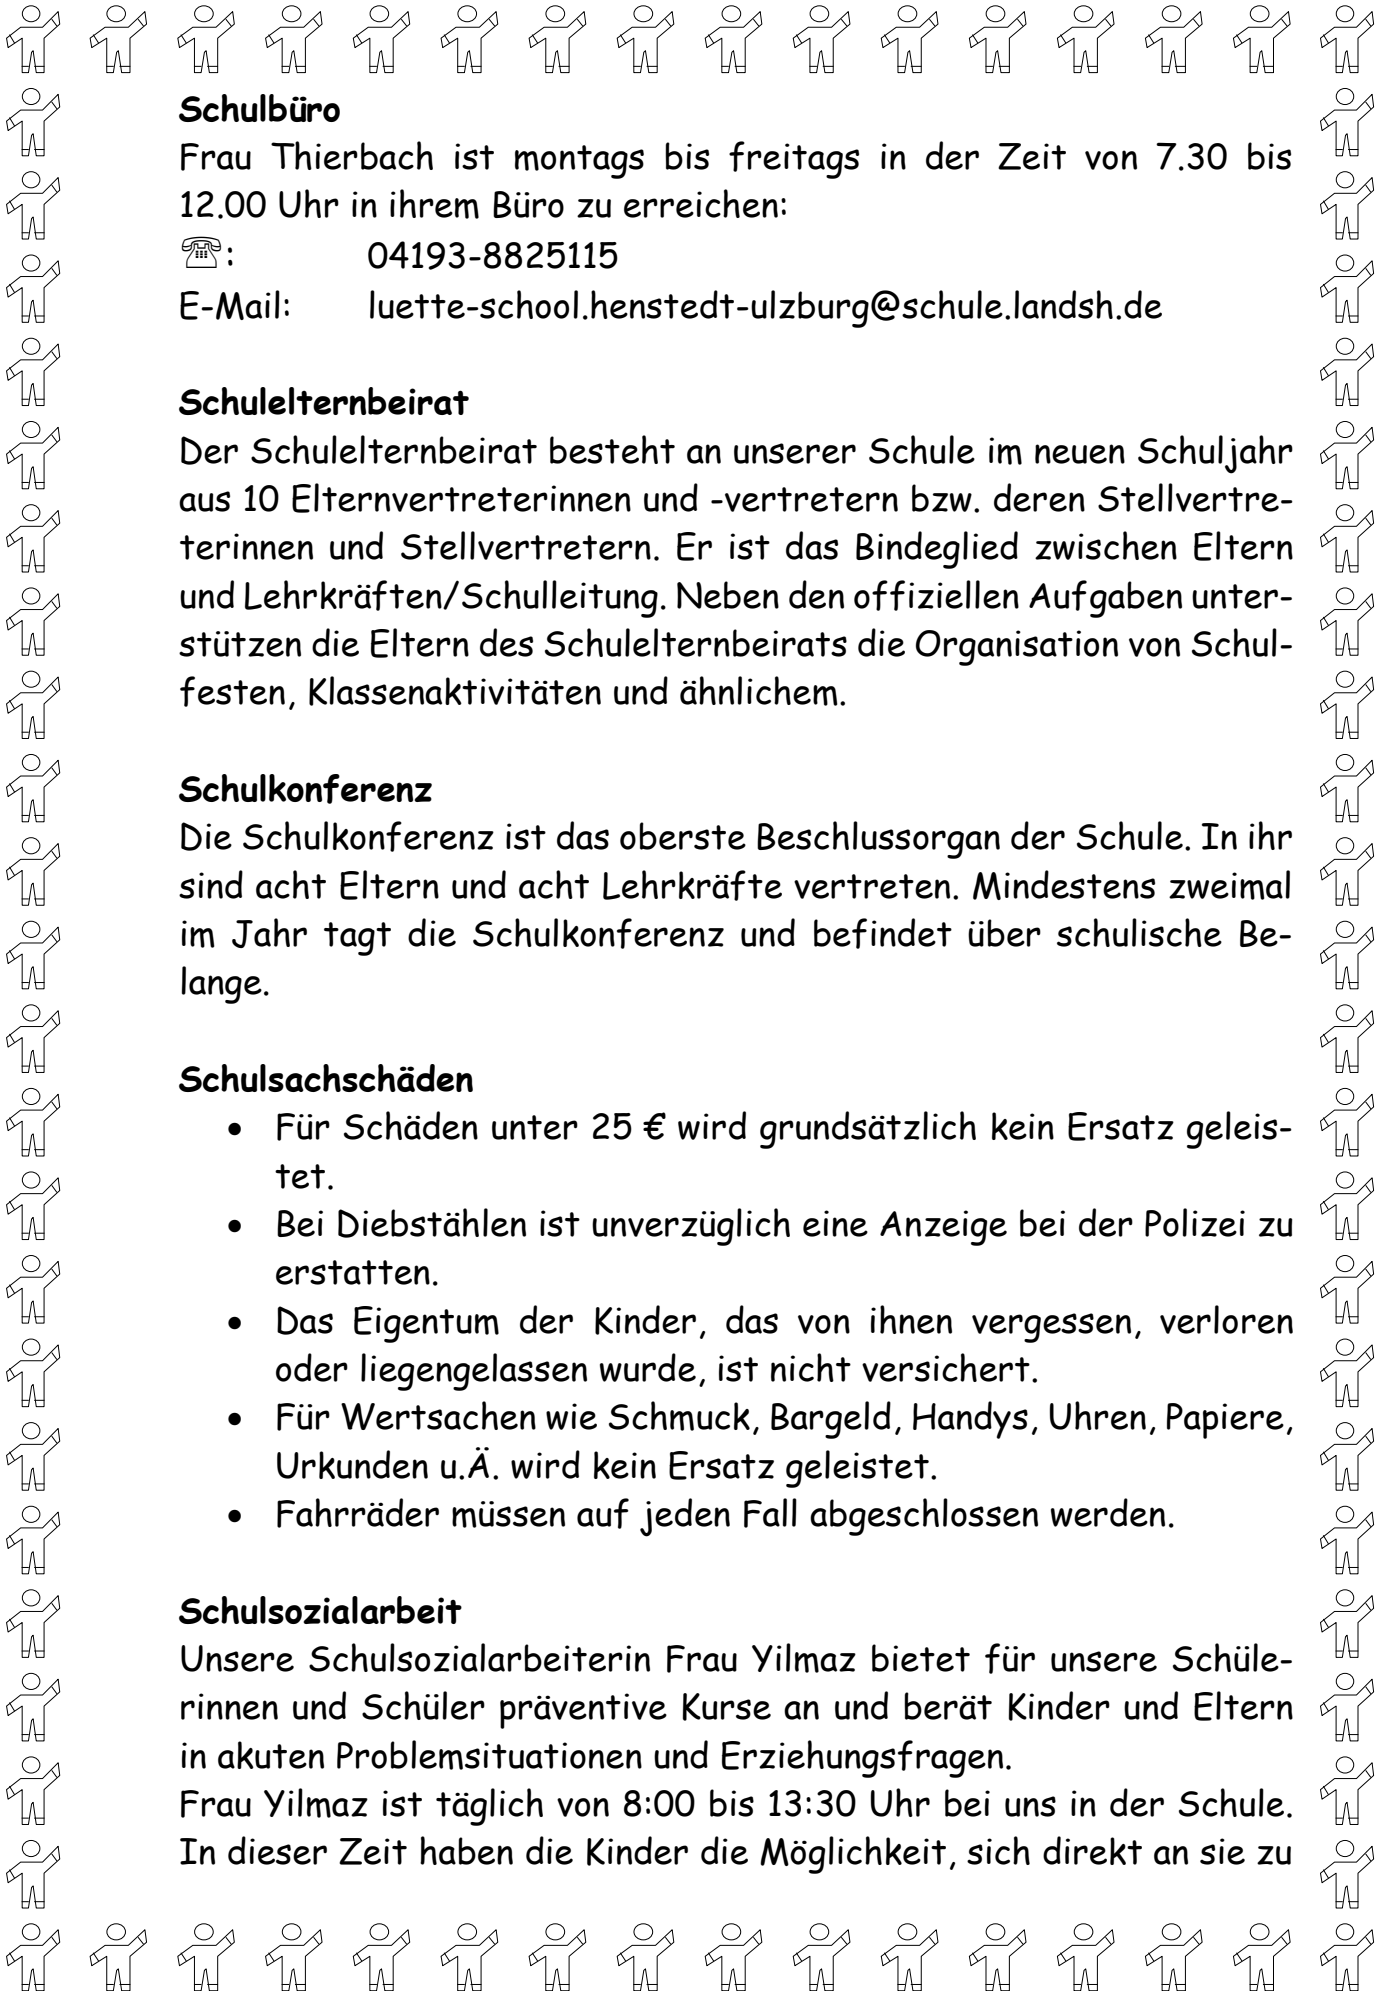 Schulbüro
Frau Thierbach ist montags bis freitags in der Zeit von 7.30 bis
12.00 Uhr in ihrem Büro zu erreichen:
☎: 04193-8825115
E-Mail: luette-school.henstedt-ulzburg@schule.landsh.de
Schulelternbeirat
Der Schulelternbeirat besteht an unserer Schule im neuen Schuljahr
aus 10 Elternvertreterinnen und -vertretern bzw. deren Stellvertre-
terinnen und Stellvertretern. Er ist das Bindeglied zwischen Eltern
und Lehrkräften/Schulleitung. Neben den offiziellen Aufgaben unter-
stützen die Eltern des Schulelternbeirats die Organisation von Schul-
festen, Klassenaktivitäten und ähnlichem.
Schulkonferenz
Die Schulkonferenz ist das oberste Beschlussorgan der Schule. In ihr
sind acht Eltern und acht Lehrkräfte vertreten. Mindestens zweimal
im Jahr tagt die Schulkonferenz und befindet über schulische Be-
lange.
Schulsachschäden
• Für Schäden unter 25 € wird grundsätzlich kein Ersatz geleis-
tet.
• Bei Diebstählen ist unverzüglich eine Anzeige bei der Polizei zu
erstatten.
• Das Eigentum der Kinder, das von ihnen vergessen, verloren
oder liegengelassen wurde, ist nicht versichert.
• Für Wertsachen wie Schmuck, Bargeld, Handys, Uhren, Papiere,
Urkunden u.Ä. wird kein Ersatz geleistet.
• Fahrräder müssen auf jeden Fall abgeschlossen werden.
Schulsozialarbeit
Unsere Schulsozialarbeiterin Frau Yilmaz bietet für unsere Schüle-
rinnen und Schüler präventive Kurse an und berät Kinder und Eltern
in akuten Problemsituationen und Erziehungsfragen.
Frau Yilmaz ist täglich von 8:00 bis 13:30 Uhr bei uns in der Schule.
In dieser Zeit haben die Kinder die Möglichkeit, sich direkt an sie zu